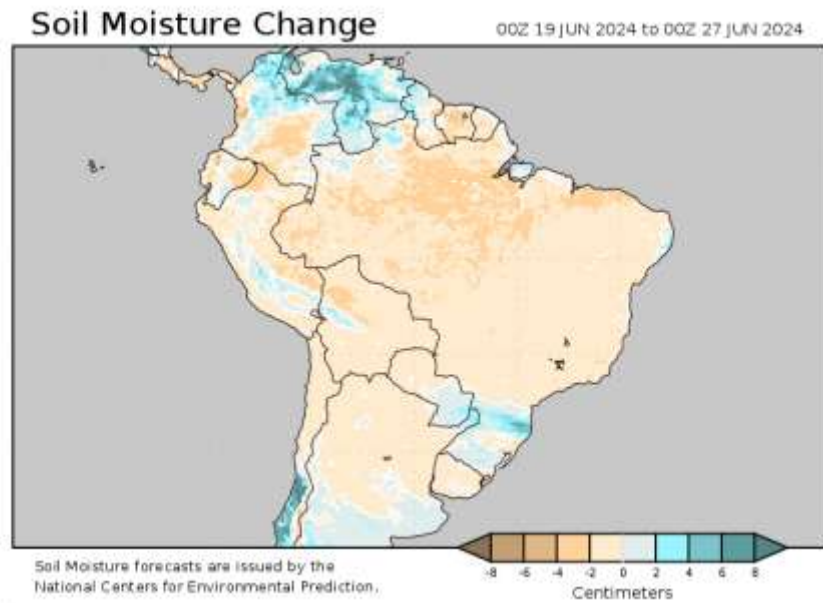 Soil Moisture Change
00Z 19 JUN 2024 to 00Z 27 JUN 2024
-8 -6 -4 -2 0 2 4 6 8
Centimeters
Soil Moisture forecasts are issued by the
National Centers for Environmental Prediction.